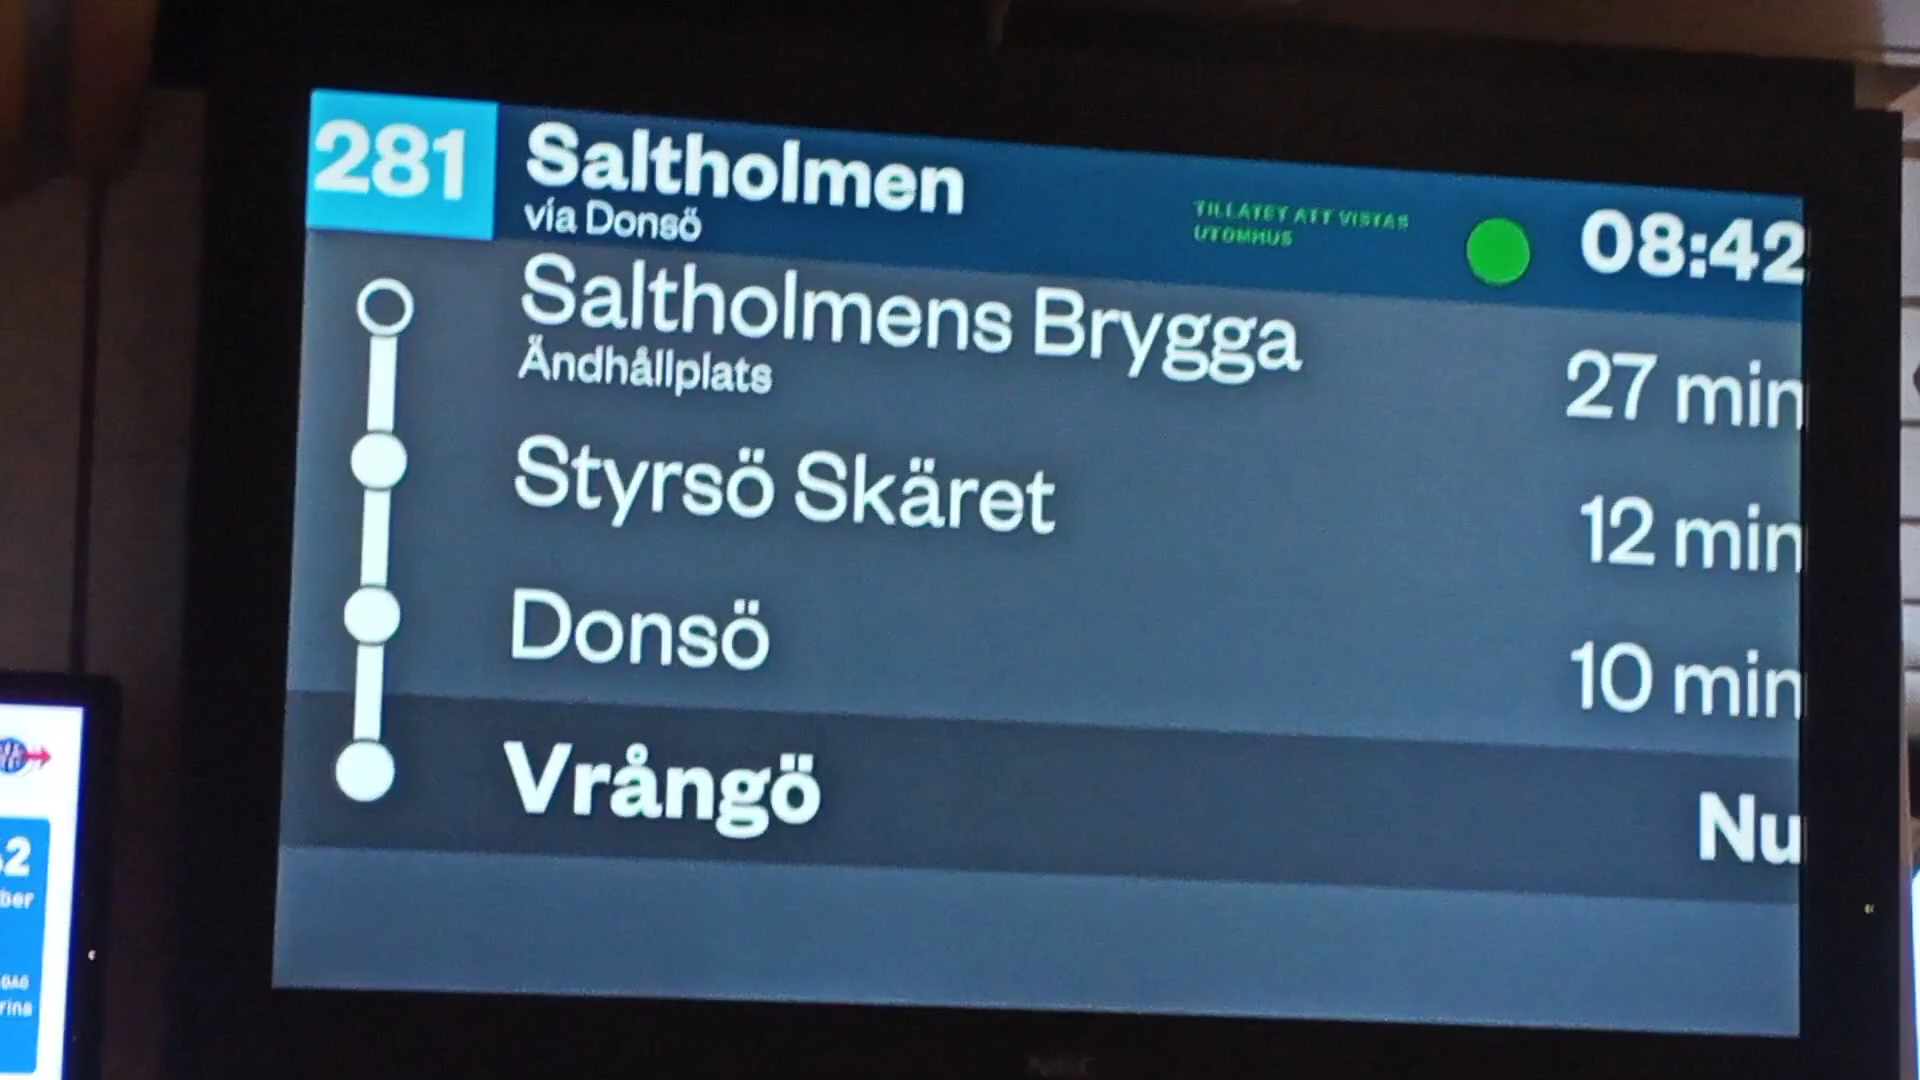 281
Saltholmen
via Donsö
TILLÅTET ATT VISTAS
UTOMHUS
08:42
Saltholmens Brygga
Ändhållplats
27 min
Styrsö Skäret
12 min
Donsö
10 min
Vrångö
Nu